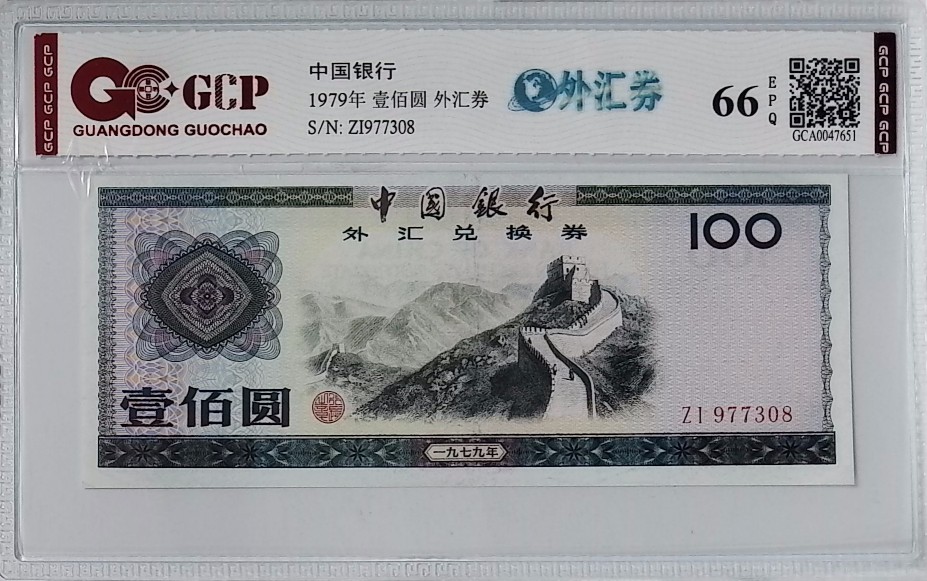 GCP GCP GCP
GCP
GUANGDONG GUOCHAO
中国银行
1979年 壹佰圆 外汇券
S/N: ZI977308
外汇券
66
EPQ
GCA0047651
GCP GCP GCP
中國銀行
外汇兑换券
100
壹佰圆
ZI 977308
一九七九年